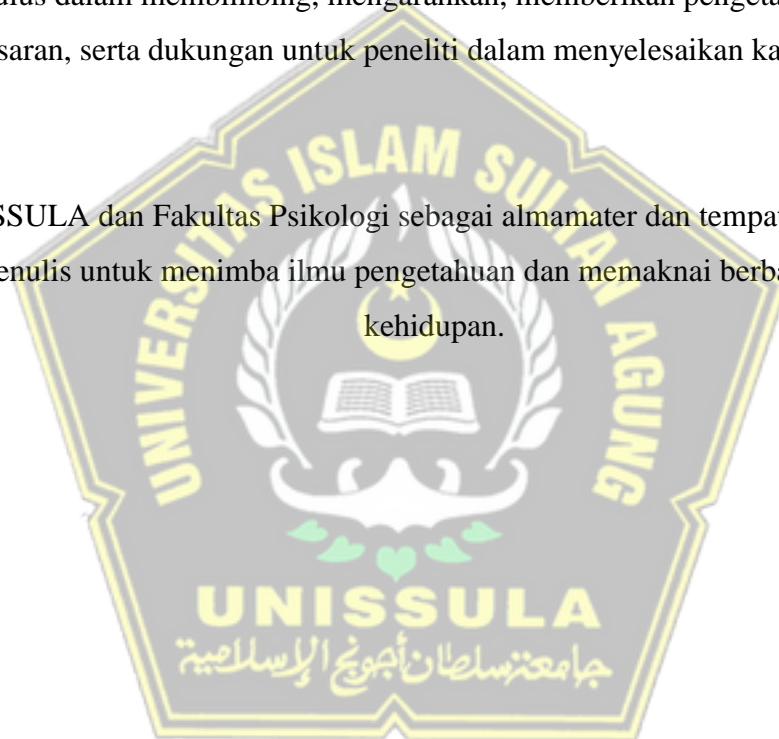 dalam membimbing, mengarahkan, memberikan
saran, serta dukungan untuk peneliti dalam menyelesaikan
UNIVERSITAS ISLAM SULTAN AGUNG
dan Fakultas Psikologi sebagai almamater dan
untuk menimba ilmu pengetahuan dan memaknai
kehidupan.
UNISSULA
جامعة سلطان أجونج الإسلامية